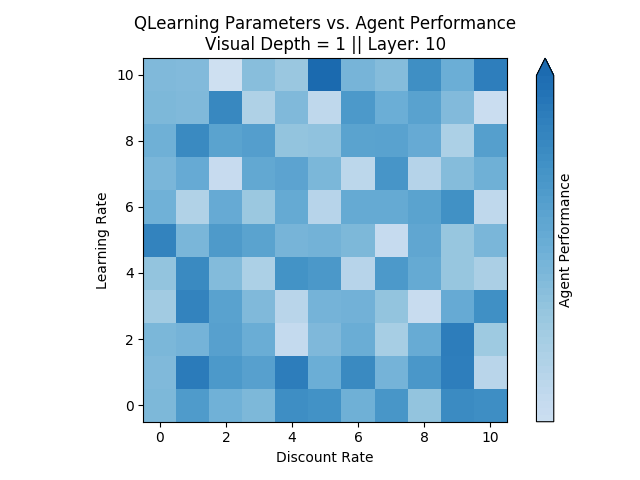 QLearning Parameters vs. Agent Performance
Visual Depth = 1 || Layer: 10
10
8
6
4
2
0
Learning Rate
0 2 4 6 8 10
Discount Rate
Agent Performance